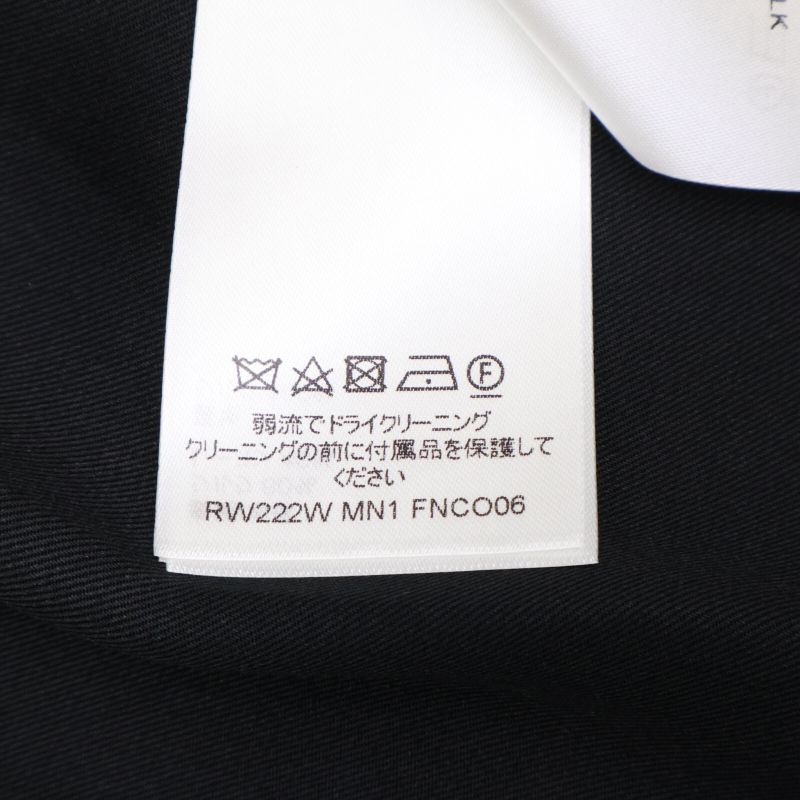 LK
F
弱流でドライクリーニング
クリーニングの前に付属品を保護して
ください
RW222W MN1 FNCO06